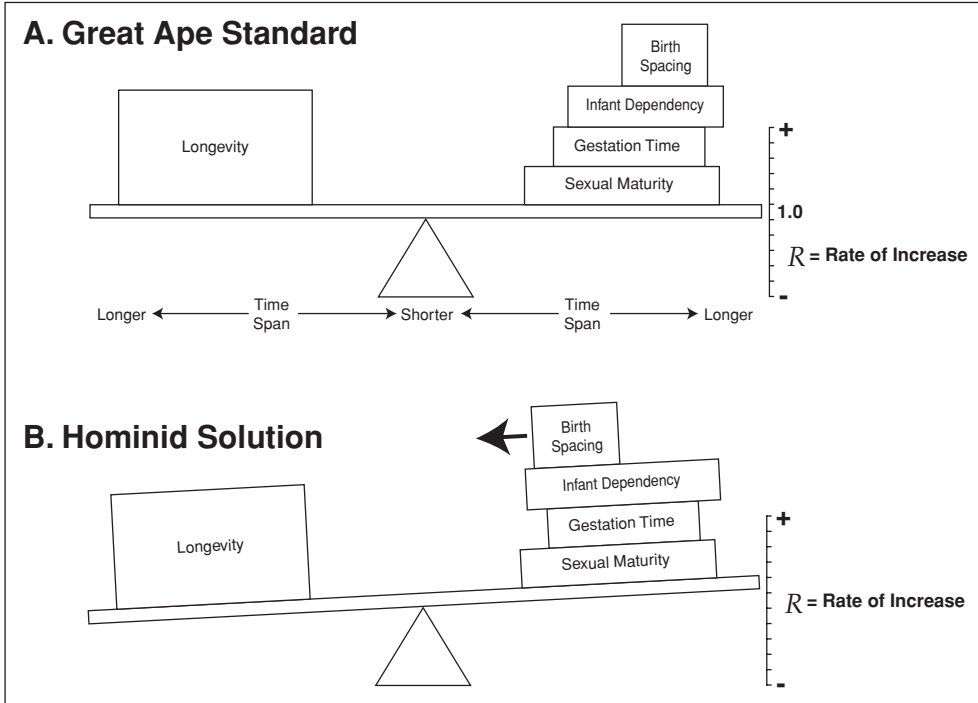 A. Great Ape Standard
Birth
Spacing
Longevity
Infant Dependency
Gestation Time
Sexual Maturity
+
1.0
R = Rate of Increase
-
Longer
Time
Span
Shorter
Time
Span
Longer
B. Hominid Solution
Birth
Spacing
Infant Dependency
Longevity
Gestation Time
Sexual Maturity
+
R = Rate of Increase
-